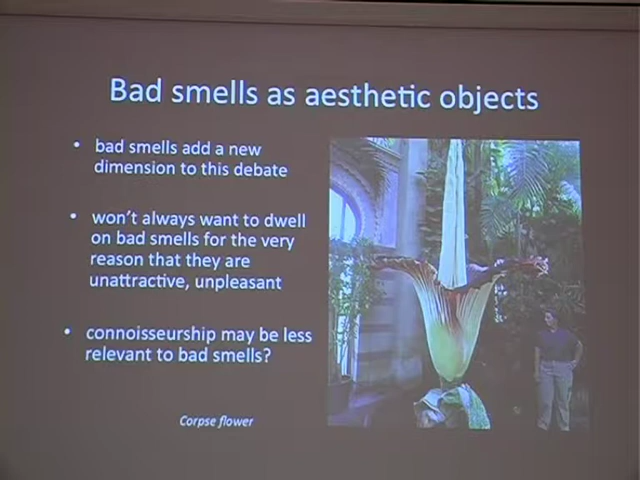 Bad smells as aesthetic objects
• bad smells add a new
dimension to this debate
• won't always want to dwell
on bad smells for the very
reason that they are
unattractive, unpleasant
• connoisseurship may be less
relevant to bad smells?
Corpse flower